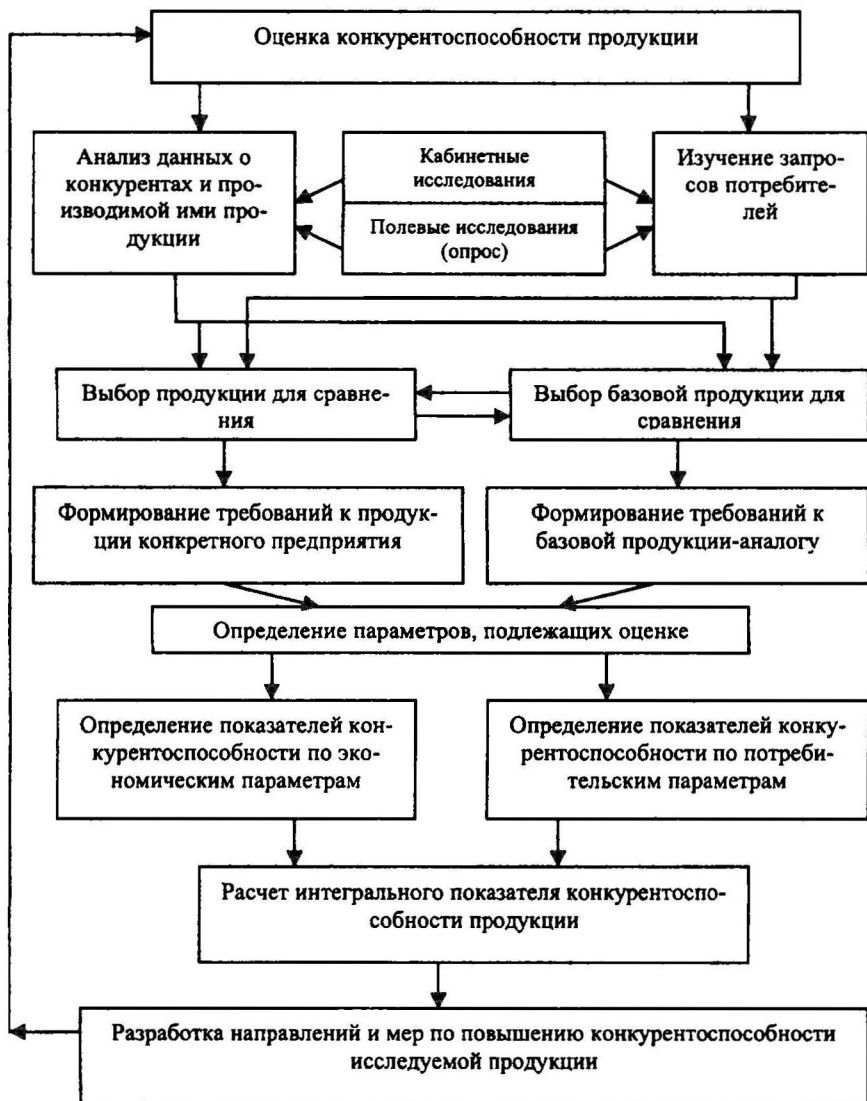 Оценка конкурентоспособности продукции
Анализ данных о
конкурентах и про-
изводимой ими про-
дукции
Кабинетные
исследования
Полевые исследования
(опрос)
Изучение запро-
сов потребите-
лей
Выбор продукции для сравне-
ния
Выбор базовой продукции для
сравнения
Формирование требований к продук-
ции конкретного предприятия
Формирование требований к
базовой продукции-аналогу
Определение параметров, подлежащих оценке
Определение показателей кон-
курентоспособности по эко-
номическим параметрам
Определение показателей конку-
рентоспособности по потреби-
тельским параметрам
Расчет интегрального показателя конкурентоспо-
собности продукции
Разработка направлений и мер по повышению конкурентоспособности
исследуемой продукции